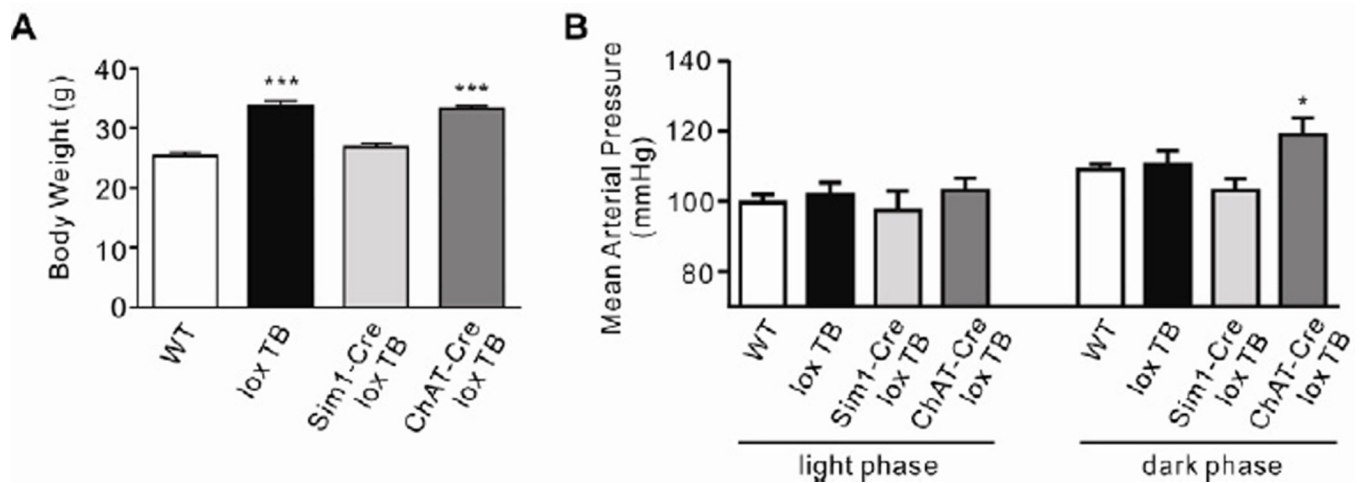 A
Body Weight (g)
40
30
20
10
0
***
***
WT
lox TB
Sim1-Cre
lox TB
ChAT-Cre
lox TB
B
Mean Arterial Pressure
(mmHg)
140
120
100
80
*
WT
lox TB
Sim1-Cre
lox TB
ChAT-Cre
lox TB
WT
lox TB
Sim1-Cre
lox TB
ChAT-Cre
lox TB
light phase
dark phase